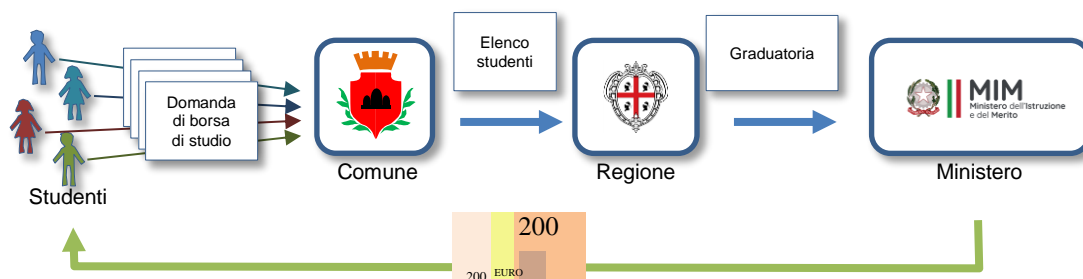 Domanda
di borsa
di studio
Studenti
Comune
Elenco
studenti
Regione
Graduatoria
MIM
Ministero dell'Istruzione
e del Merito
Ministero
200
200
EURO